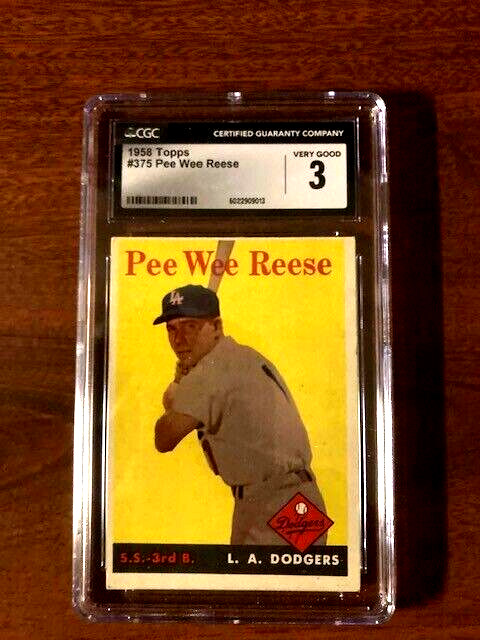 CGC CERTIFIED GUARANTY COMPANY
1958 Topps
#375 Pee Wee Reese
VERY GOOD
3
6022909013
Pee Wee Reese
LA
Dodgers
S.S.-3rd B. L. A. DODGERS